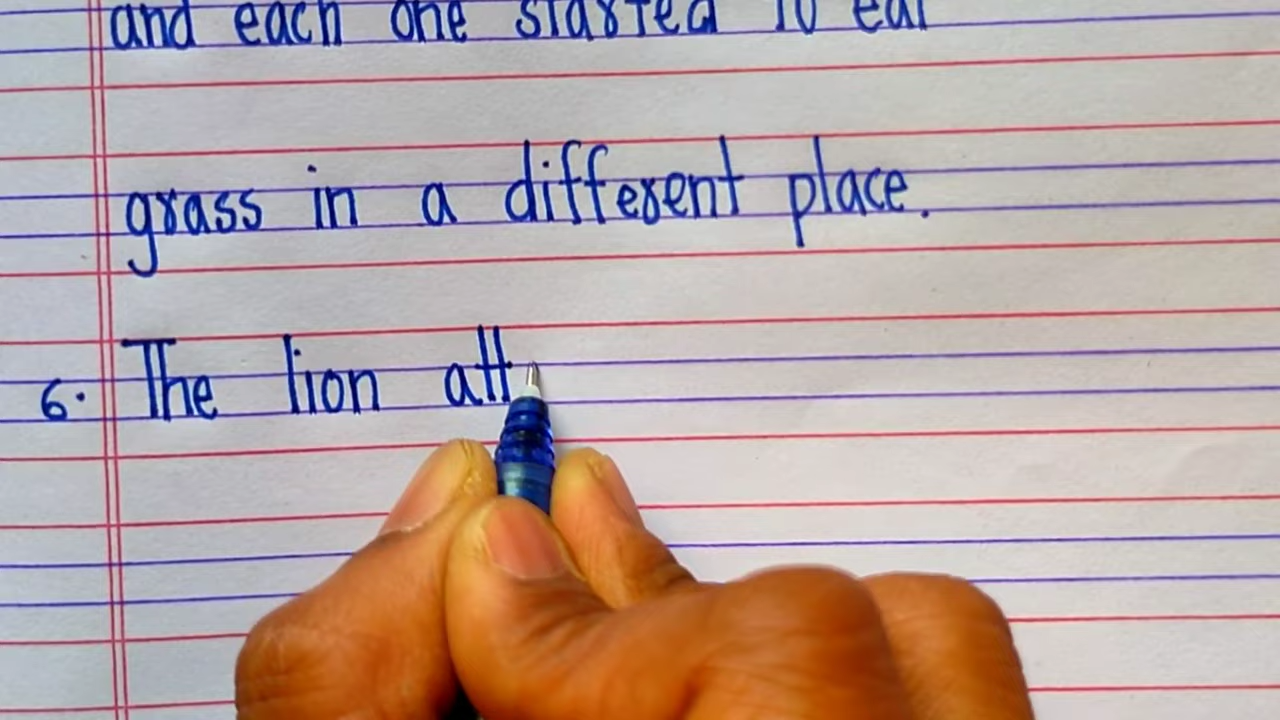 and each one started to eat
grass in a different place.
6. The lion att